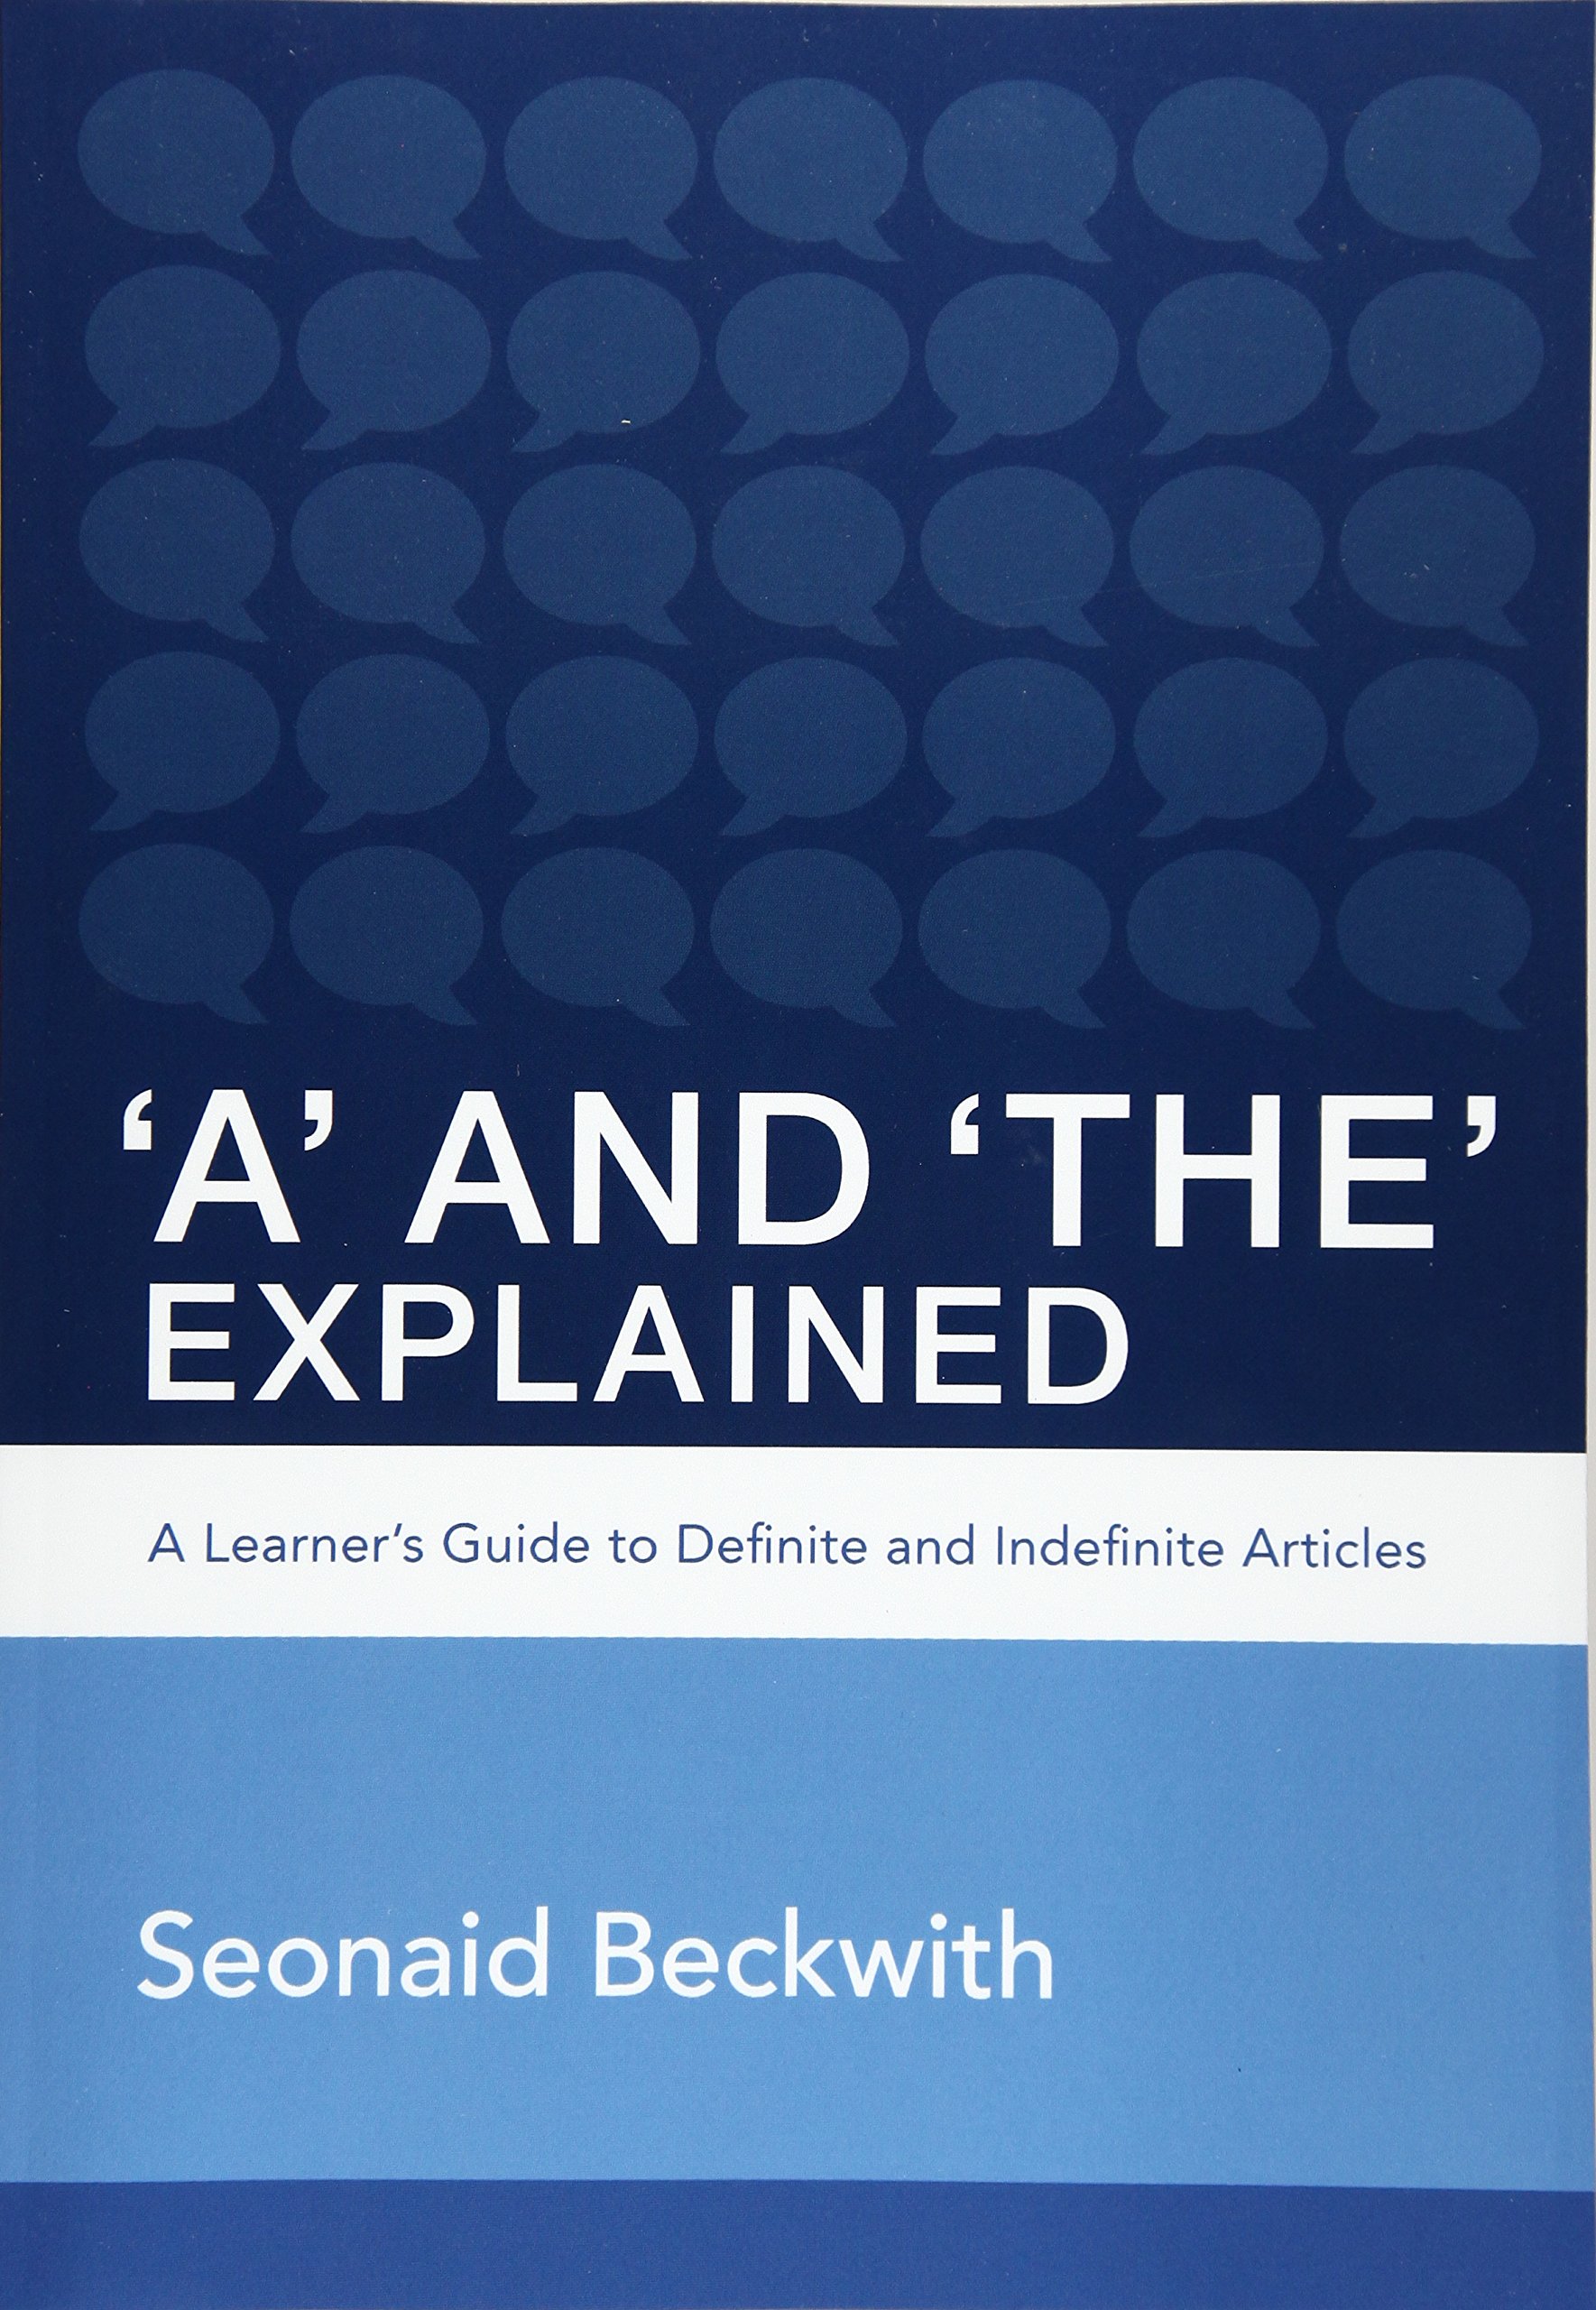 ‘A’ AND ‘THE’
EXPLAINED
A Learner’s Guide to Definite and Indefinite Articles
Seonaid Beckwith